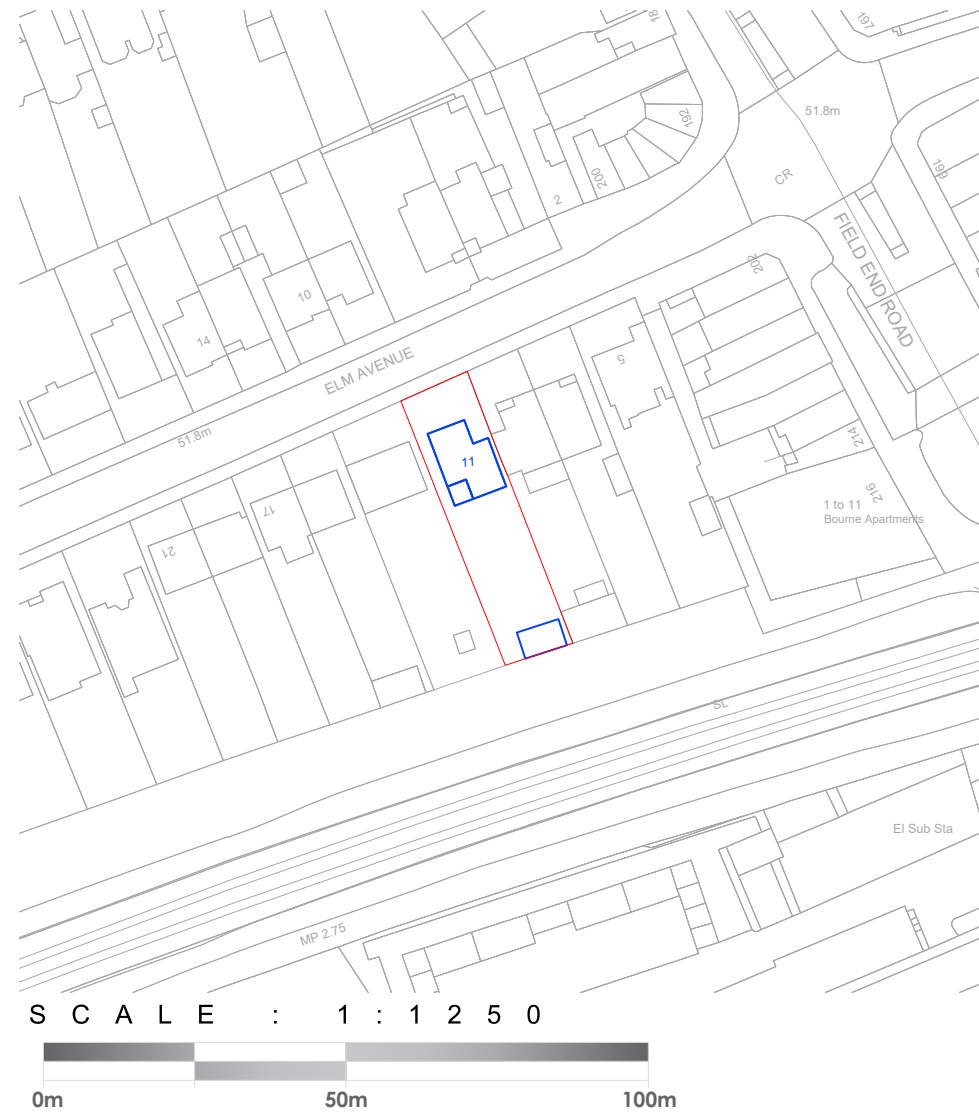 18
197
51.8m
192
199
CR
200
2
FIELD END ROAD
202
10
14
5
ELM AVENUE
51.8m
11
214
216
17
1 to 11
Bourne Apartments
21
SL
El Sub Sta
MP 2.75
SCALE : 1:1250
0m
50m
100m